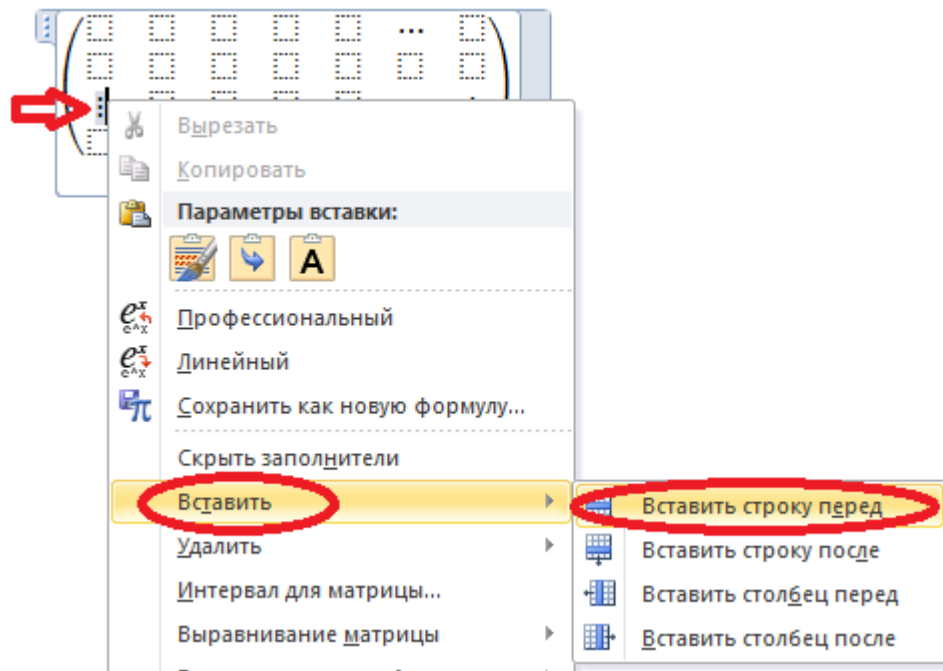 Вырезать
Копировать
Параметры вставки:
A
Профессиональный
Линейный
Сохранить как новую формулу...
Скрыть заполнители
Вставить
Вставить строку перед
Удалить
Вставить строку после
Интервал для матрицы...
Вставить столбец перед
Выравнивание матрицы
Вставить столбец после